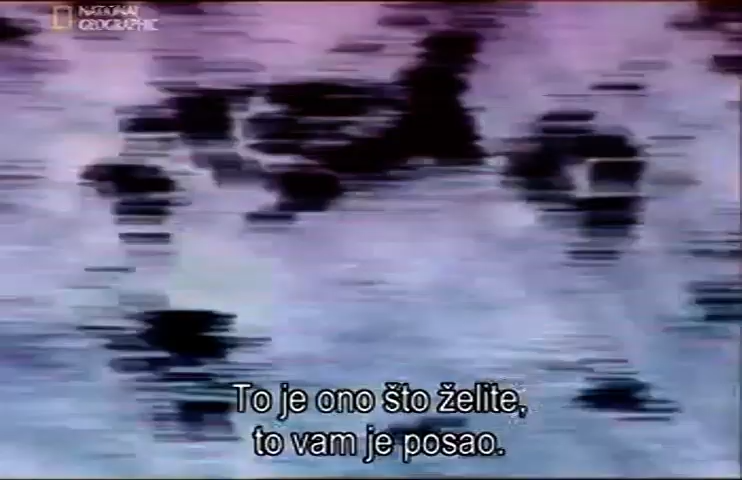 NATIONAL
GEOGRAPHIC
To je ono što želite,
to vam je posao.